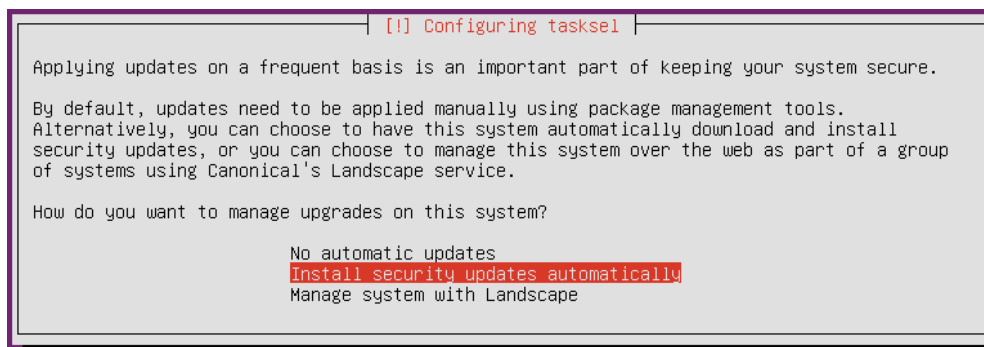 [!] Configuring tasksel
Applying updates on a frequent basis is an important part of keeping your system secure.
By default, updates need to be applied manually using package management tools.
Alternatively, you can choose to have this system automatically download and install
security updates, or you can choose to manage this system over the web as part of a group
of systems using Canonical's Landscape service.
How do you want to manage upgrades on this system?
No automatic updates
Install security updates automatically
Manage system with Landscape